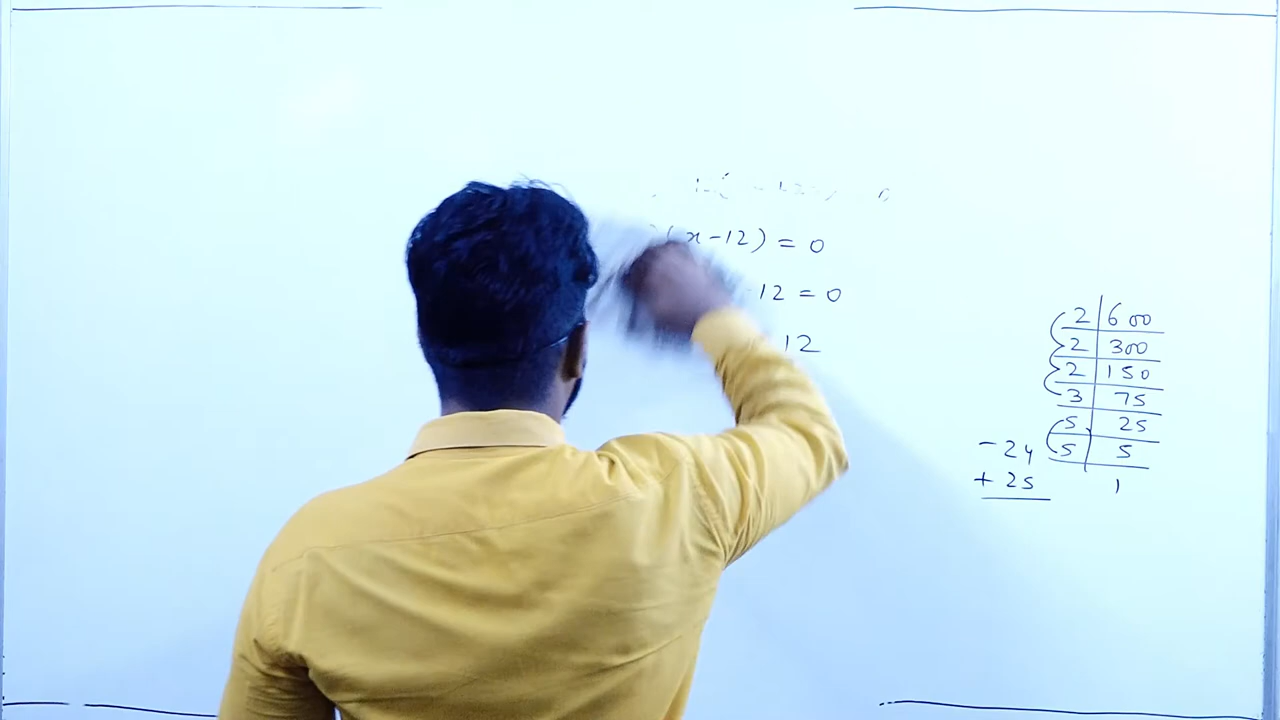 (x-12) = 0
12 = 0
12
2 | 600
2 | 300
2 | 150
3 | 75
5 | 25
5 | 5
1
- 24
+ 25